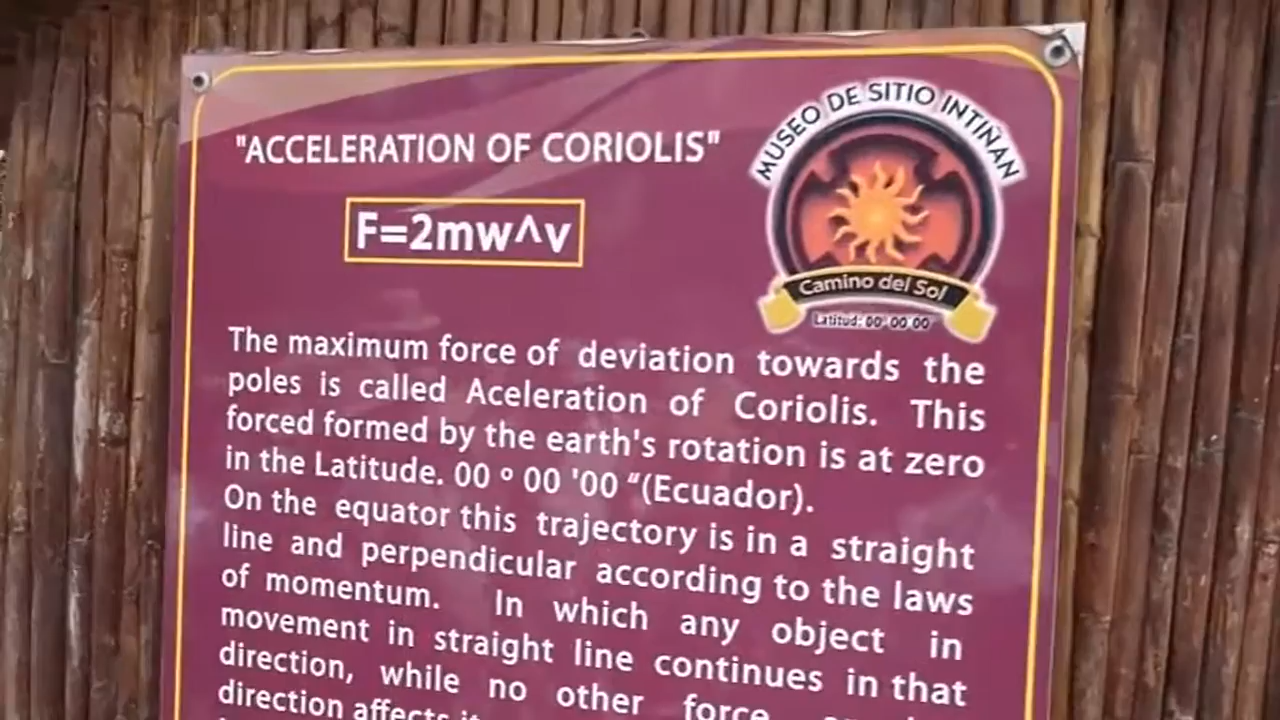 "ACCELERATION OF CORIOLIS"
F=2mw^v
MUSEO DE SITIO INTIÑAN
Camino del Sol
Latitud: 00° 00' 00
The maximum force of deviation towards the
poles is called Aceleration of Coriolis. This
forced formed by the earth's rotation is at zero
in the Latitude. 00 º 00 '00 “(Ecuador).
On the equator this trajectory is in a straight
line and perpendicular according to the laws
of momentum. In which any object in
movement in straight line continues in that
direction, while no other force
direction affects it